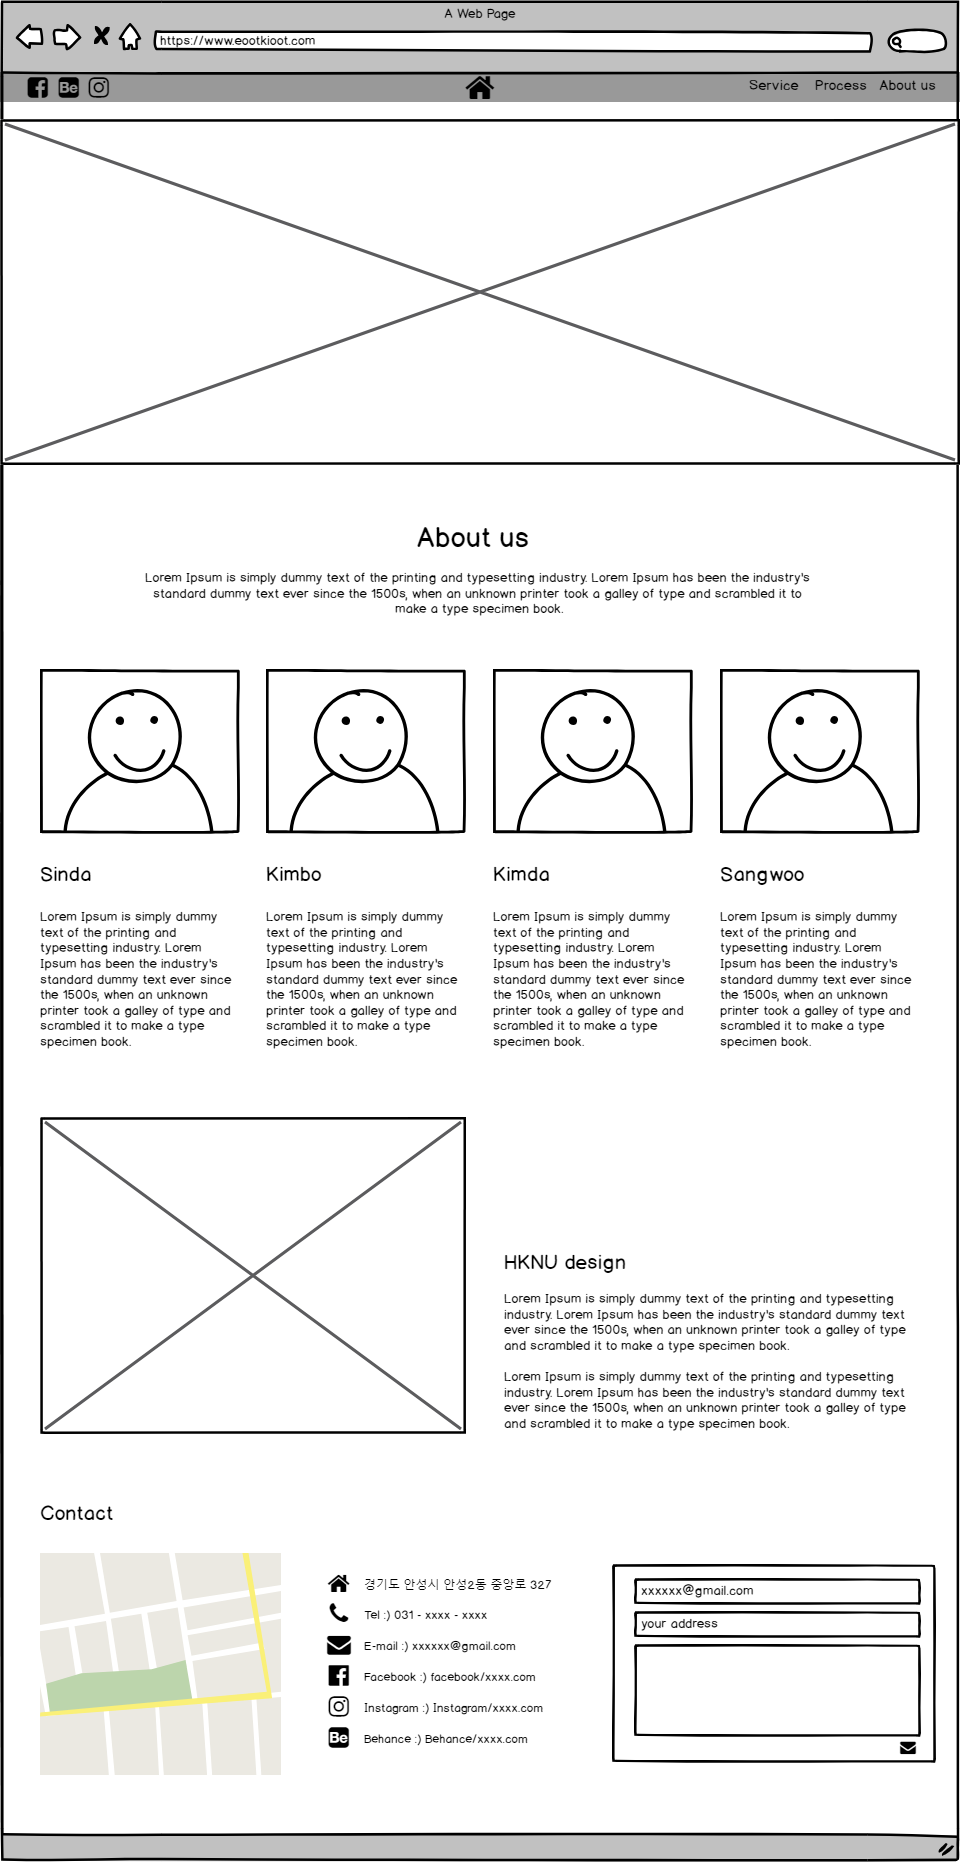 A Web Page
https://www.eootkioot.com
Be
Service Process About us
About us
Lorem Ipsum is simply dummy text of the printing and typesetting industry. Lorem Ipsum has been the industry's
standard dummy text ever since the 1500s, when an unknown printer took a galley of type and scrambled it to
make a type specimen book.
Sinda
Lorem Ipsum is simply dummy
text of the printing and
typesetting industry. Lorem
Ipsum has been the industry's
standard dummy text ever since
the 1500s, when an unknown
printer took a galley of type and
scrambled it to make a type
specimen book.
Kimbo
Lorem Ipsum is simply dummy
text of the printing and
typesetting industry. Lorem
Ipsum has been the industry's
standard dummy text ever since
the 1500s, when an unknown
printer took a galley of type and
scrambled it to make a type
specimen book.
Kimda
Lorem Ipsum is simply dummy
text of the printing and
typesetting industry. Lorem
Ipsum has been the industry's
standard dummy text ever since
the 1500s, when an unknown
printer took a galley of type and
scrambled it to make a type
specimen book.
Sangwoo
Lorem Ipsum is simply dummy
text of the printing and
typesetting industry. Lorem
Ipsum has been the industry's
standard dummy text ever since
the 1500s, when an unknown
printer took a galley of type and
scrambled it to make a type
specimen book.
HKNU design
Lorem Ipsum is simply dummy text of the printing and typesetting
industry. Lorem Ipsum has been the industry's standard dummy text
ever since the 1500s, when an unknown printer took a galley of type
and scrambled it to make a type specimen book.
Lorem Ipsum is simply dummy text of the printing and typesetting
industry. Lorem Ipsum has been the industry's standard dummy text
ever since the 1500s, when an unknown printer took a galley of type
and scrambled it to make a type specimen book.
Contact
경기도 안성시 안성2동 중앙로 327
Tel :) 031 - xxxx - xxxx
E-mail :) xxxxxx@gmail.com
Facebook :) facebook/xxxx.com
Instagram :) Instagram/xxxx.com
Be Behance :) Behance/xxxx.com
xxxxxx@gmail.com
your address